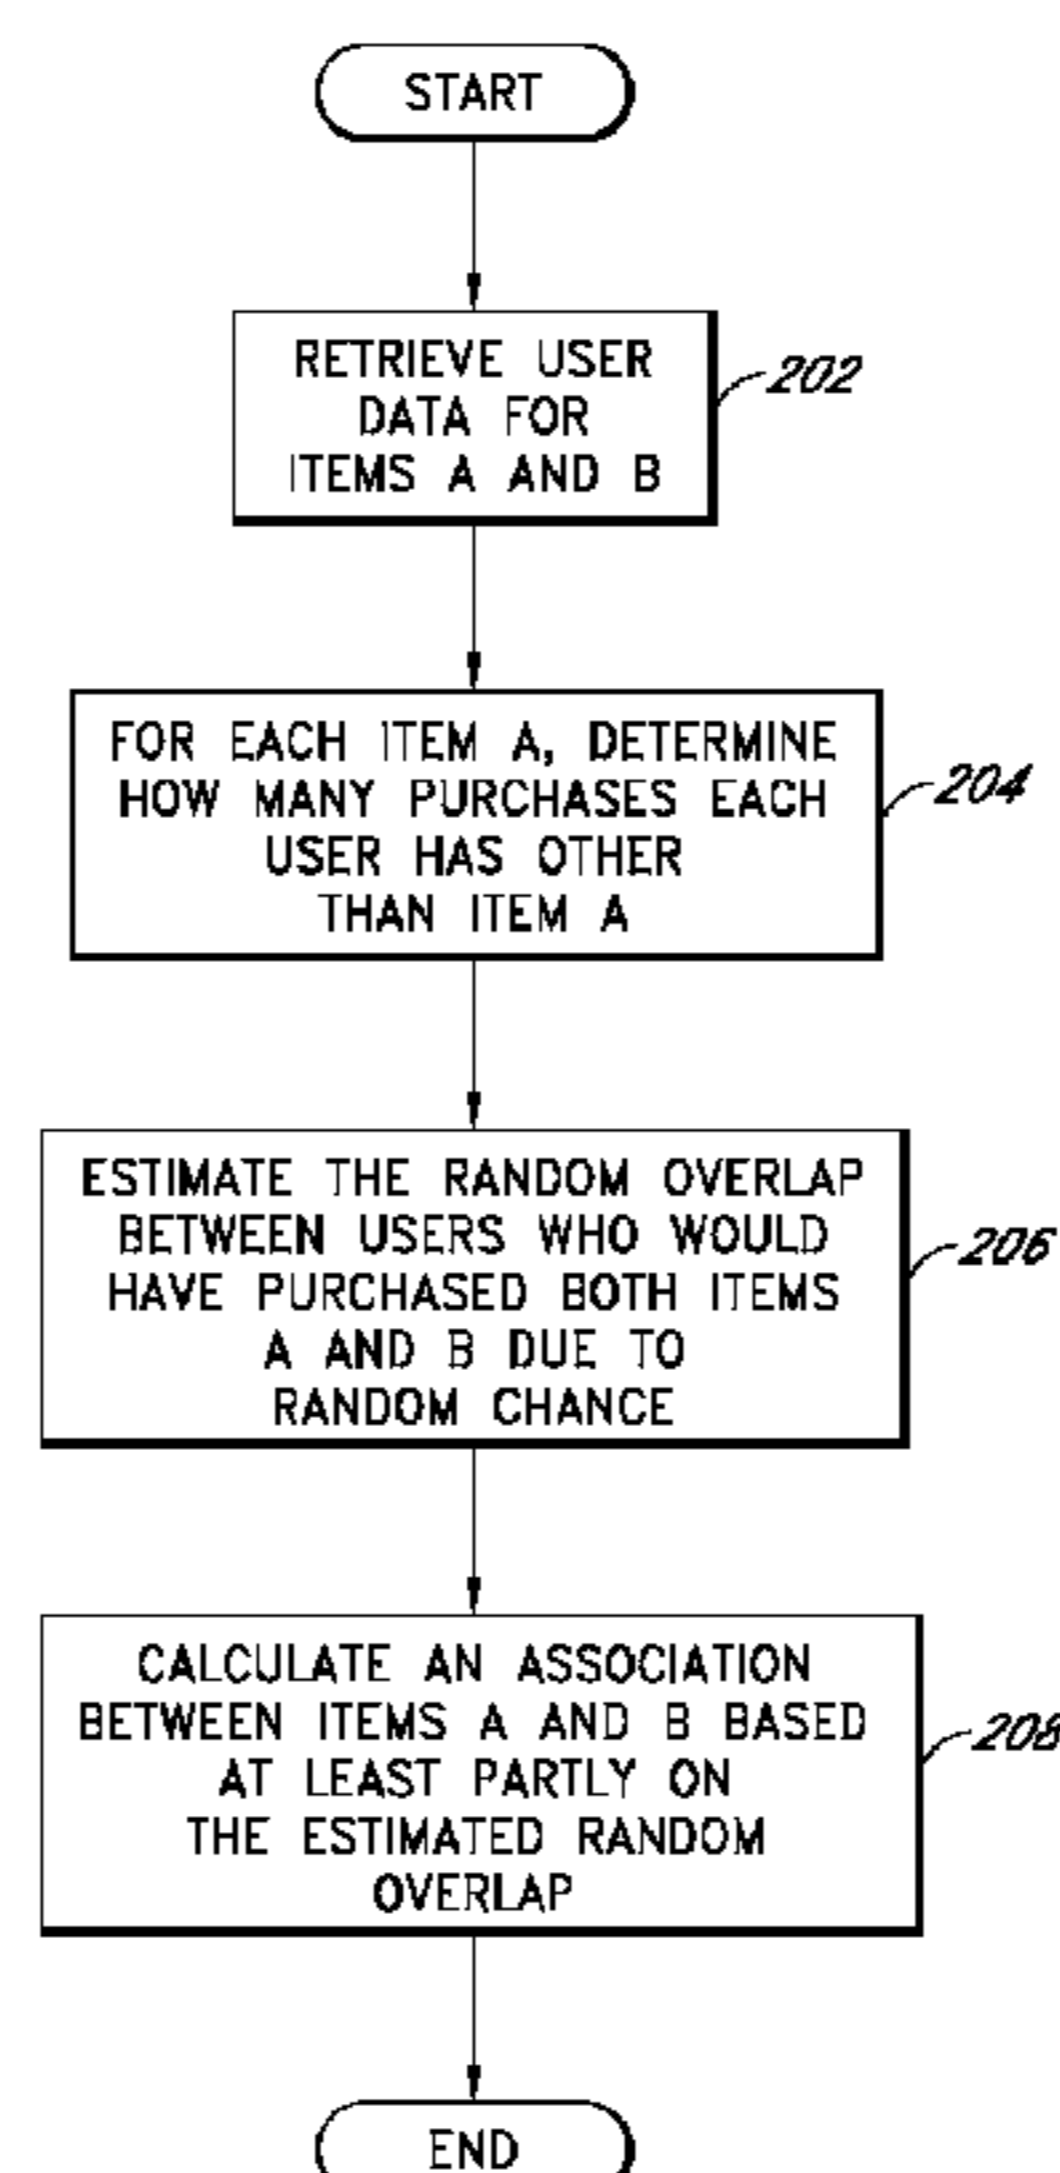 START
RETRIEVE USER
DATA FOR
ITEMS A AND B
202
FOR EACH ITEM A, DETERMINE
HOW MANY PURCHASES EACH
USER HAS OTHER
THAN ITEM A
204
ESTIMATE THE RANDOM OVERLAP
BETWEEN USERS WHO WOULD
HAVE PURCHASED BOTH ITEMS
A AND B DUE TO
RANDOM CHANCE
206
CALCULATE AN ASSOCIATION
BETWEEN ITEMS A AND B BASED
AT LEAST PARTLY ON
THE ESTIMATED RANDOM
OVERLAP
208
END